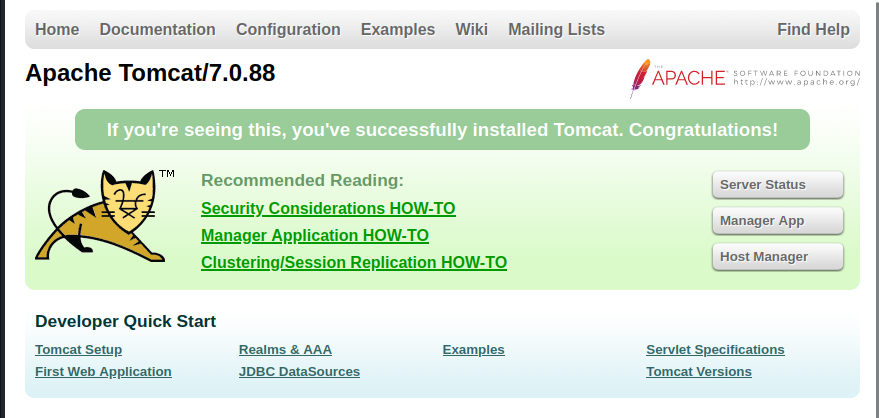 Home Documentation Configuration Examples Wiki Mailing Lists Find Help
Apache Tomcat/7.0.88
THE APACHE® SOFTWARE FOUNDATION
http://www.apache.org/
If you're seeing this, you've successfully installed Tomcat. Congratulations!
TM
Recommended Reading:
Security Considerations HOW-TO
Manager Application HOW-TO
Clustering/Session Replication HOW-TO
Server Status
Manager App
Host Manager
Developer Quick Start
Tomcat Setup Realms & AAA Examples Servlet Specifications
First Web Application JDBC DataSources Tomcat Versions